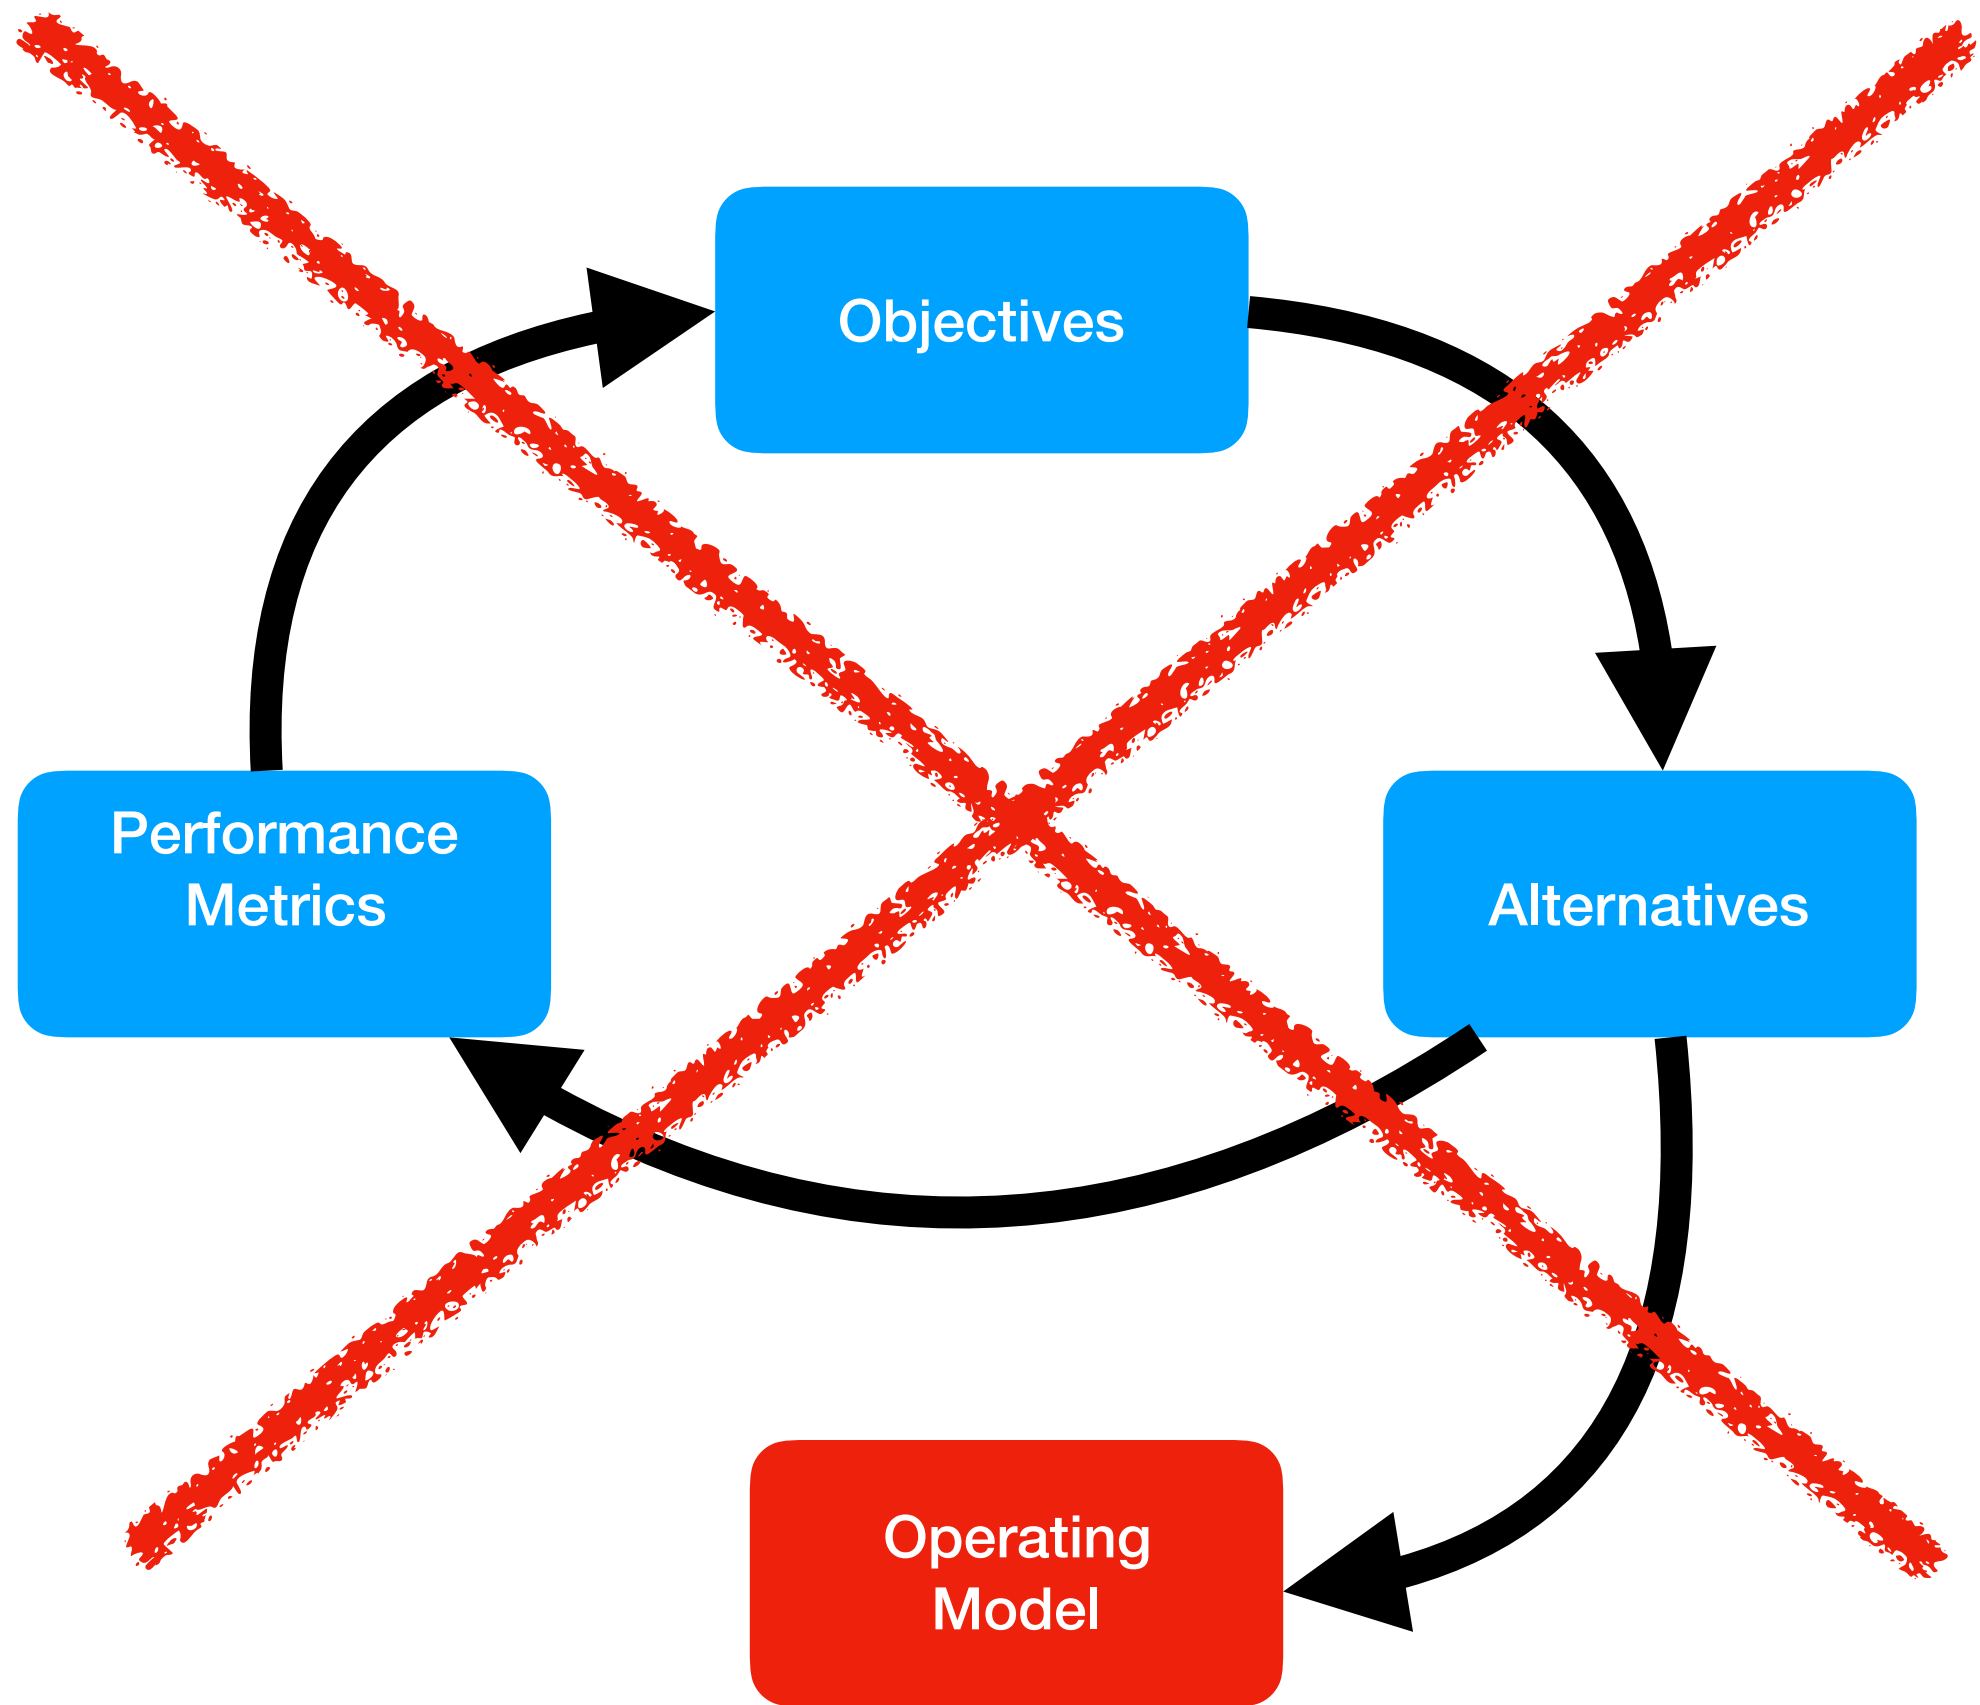 Objectives
Performance
Metrics
Alternatives
Operating
Model